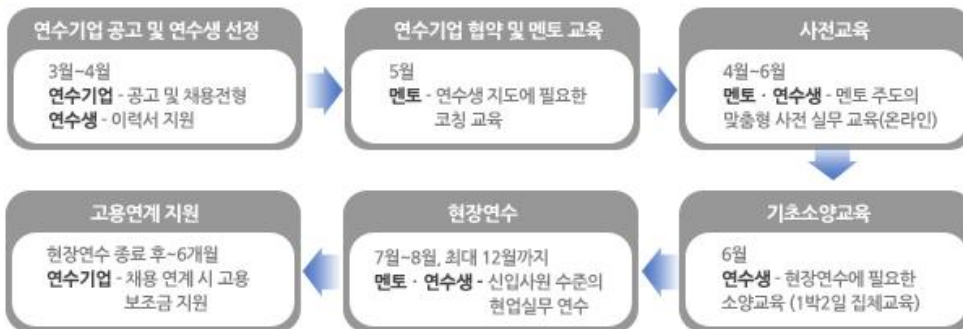 연수기업 공고 및 연수생 선정
3월~4월
연수기업 - 공고 및 채용전형
연수생 - 이력서 지원
연수기업 협약 및 멘토 교육
5월
멘토 - 연수생 지도에 필요한
코칭 교육
사전교육
4월~6월
멘토 · 연수생 - 멘토 주도의
맞춤형 사전 실무 교육(온라인)
기초소양교육
6월
연수생 - 현장연수에 필요한
소양교육 (1박2일 집체교육)
현장연수
7월~8월, 최대 12월까지
멘토 · 연수생 - 신입사원 수준의
현업실무 연수
고용연계 지원
현장연수 종료 후~6개월
연수기업 - 채용 연계 시 고용
보조금 지원